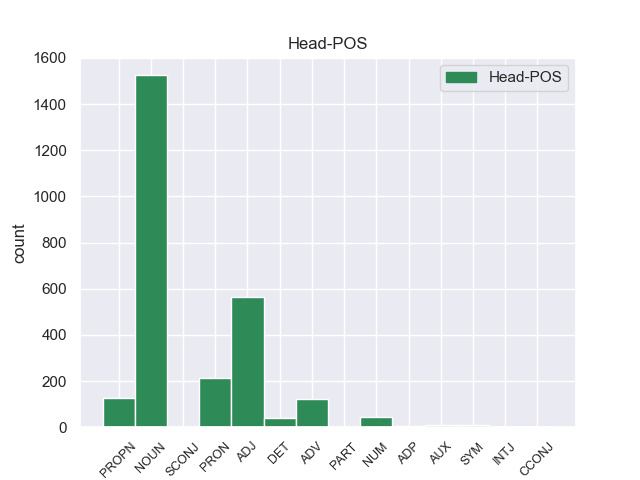 Head-POS
Head-POS
1600
1400
1200
1000
800
600
400
200
0
count
PROPN
NOUN
SCONJ
PRON
ADJ
DET
ADV
PART
NUM
ADP
AUX
SYM
INTJ
CCONJ